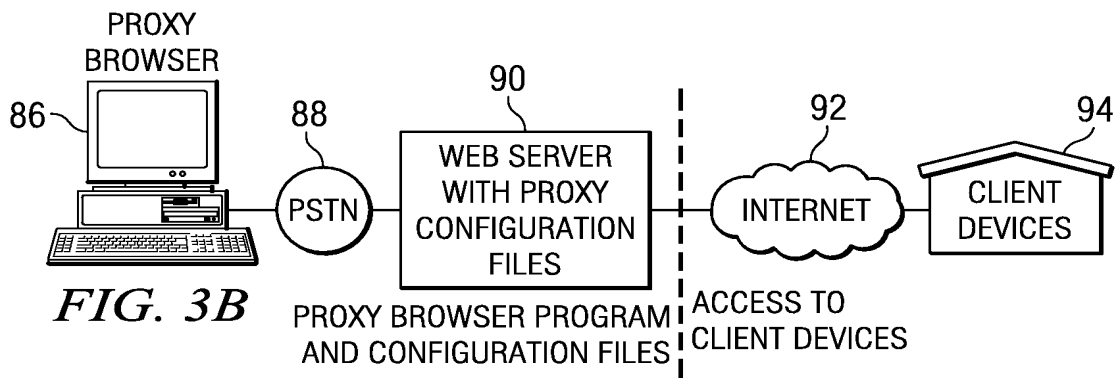 PROXY
BROWSER
86
88
PSTN
90
WEB SERVER
WITH PROXY
CONFIGURATION
FILES
92
INTERNET
94
CLIENT
DEVICES
FIG. 3B
PROXY BROWSER PROGRAM
AND CONFIGURATION FILES
ACCESS TO
CLIENT DEVICES